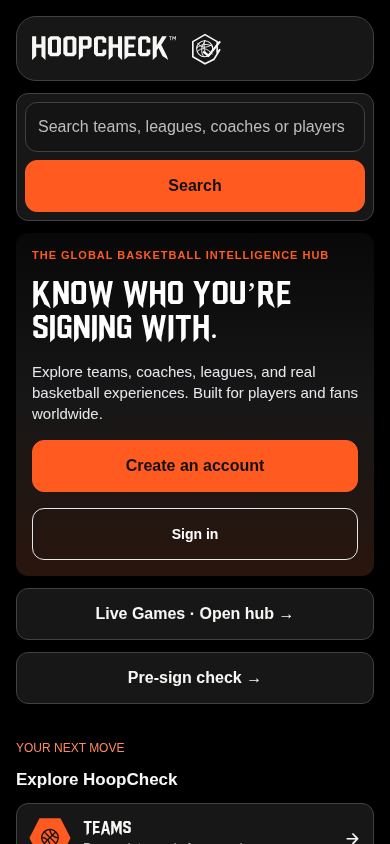 HOOPCHECK™
Search teams, leagues, coaches or players
Search
THE GLOBAL BASKETBALL INTELLIGENCE HUB
KNOW WHO YOU'RE
SIGNING WITH.
Explore teams, coaches, leagues, and real
basketball experiences. Built for players and fans
worldwide.
Create an account
Sign in
Live Games · Open hub →
Pre-sign check →
YOUR NEXT MOVE
Explore HoopCheck
TEAMS